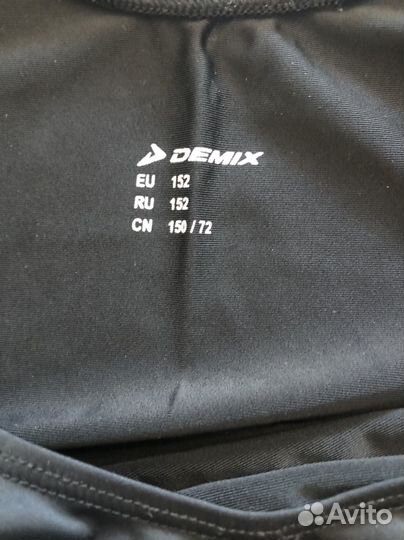 DEMIX
EU 152
RU 152
CN 150 / 72
Avito